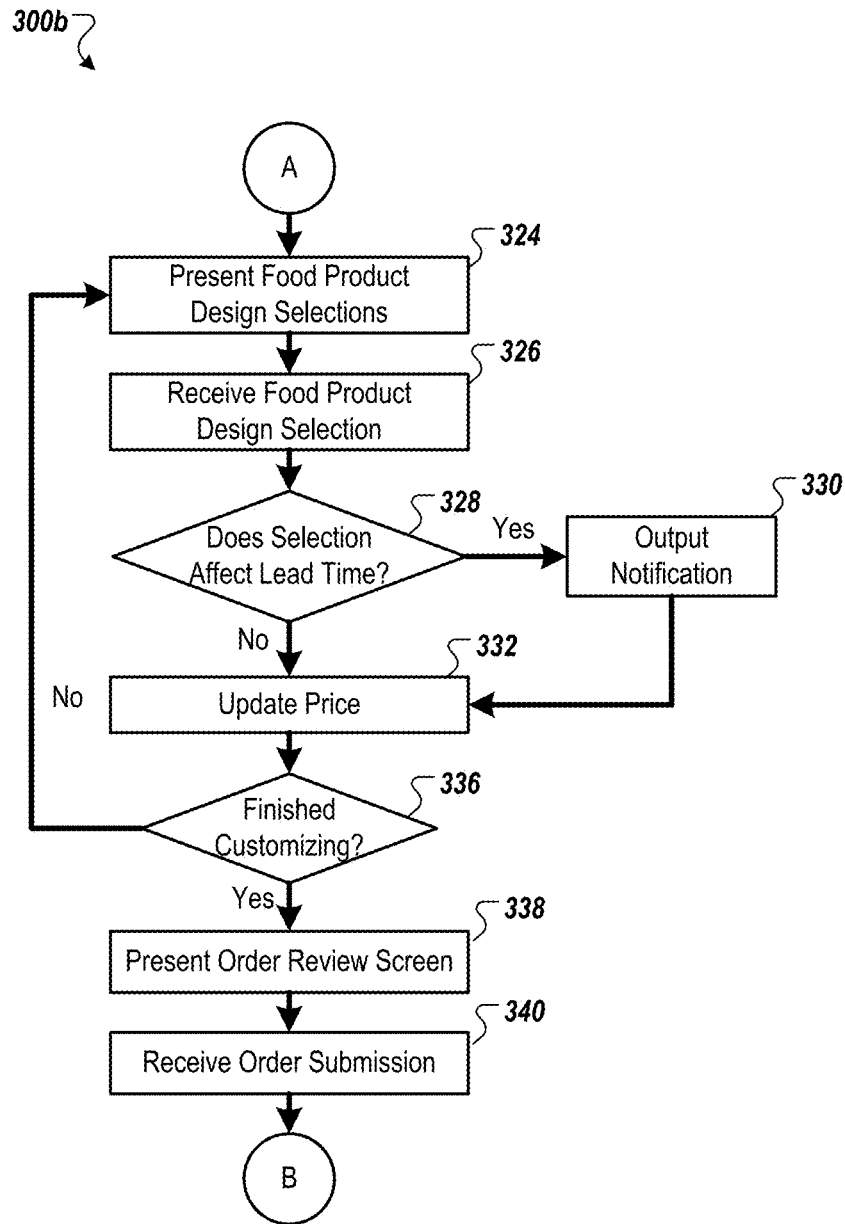 300b
A
324
Present Food Product
Design Selections
326
Receive Food Product
Design Selection
328
Does Selection
Affect Lead Time?
Yes
330
Output
Notification
No
332
Update Price
No
336
Finished
Customizing?
Yes
338
Present Order Review Screen
340
Receive Order Submission
B